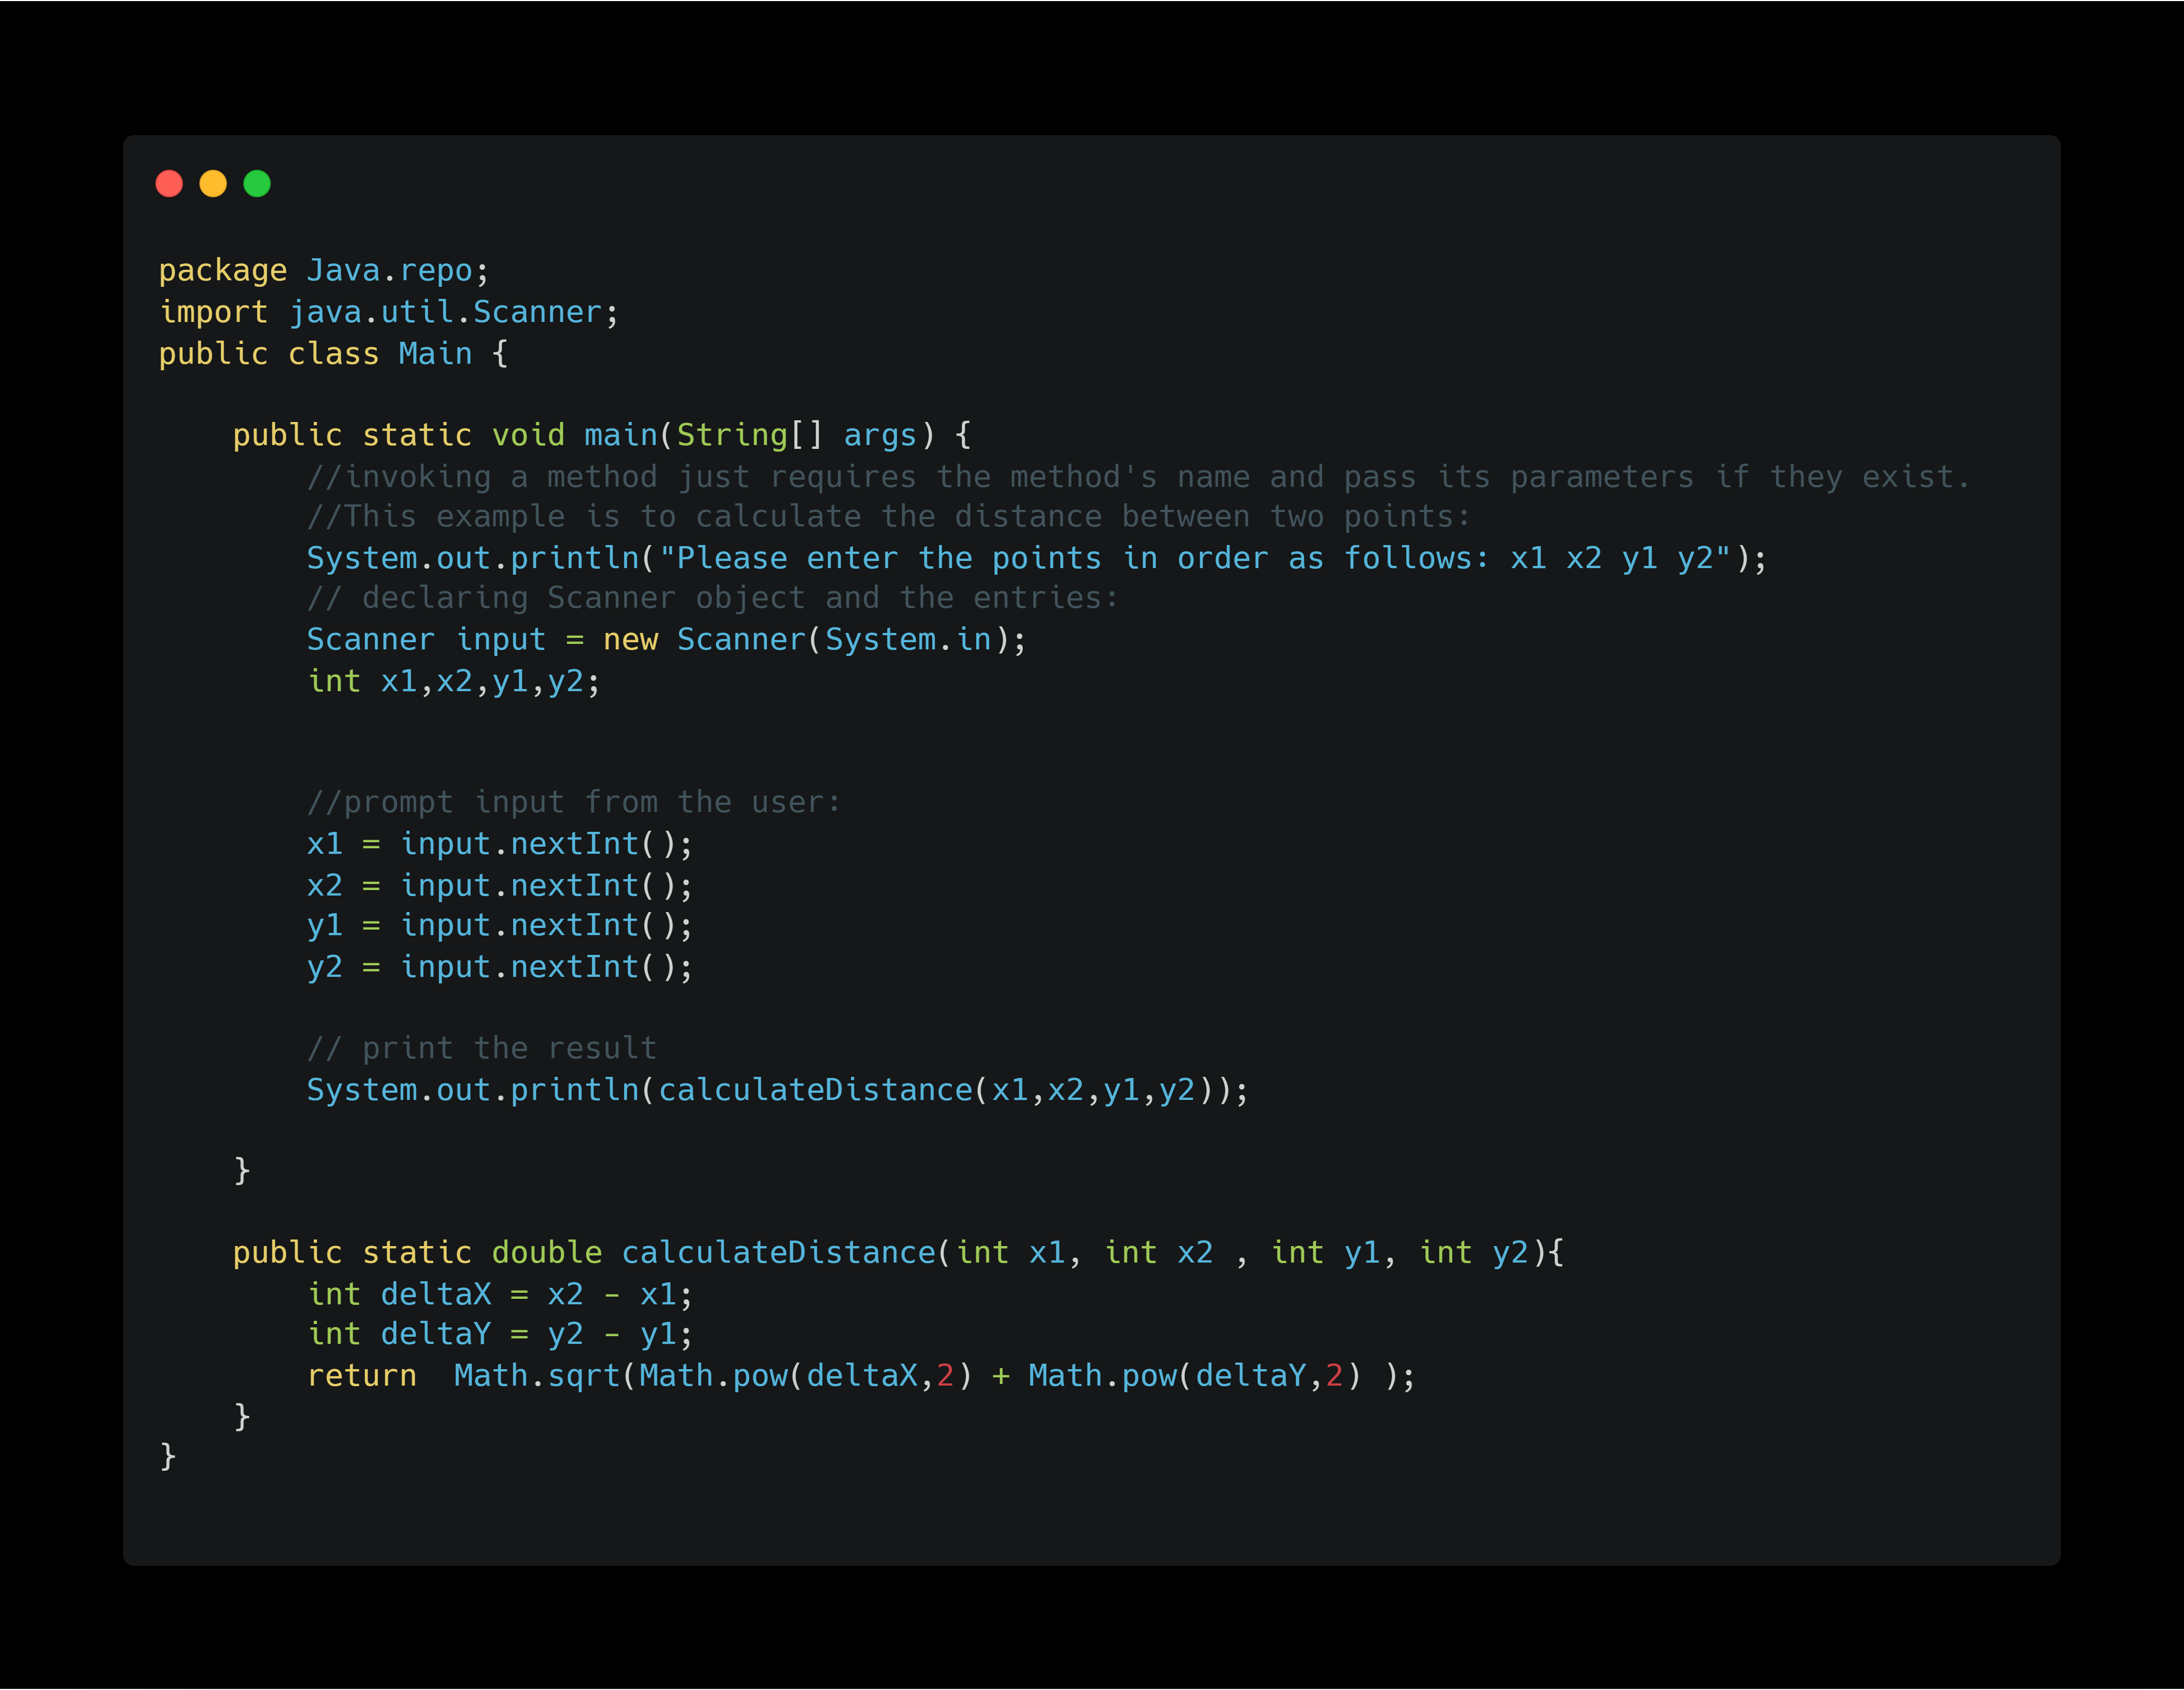 package Java.repo;
import java.util.Scanner;
public class Main {
    public static void main(String[] args) {
        //invoking a method just requires the method's name and pass its parameters if they exist.
        //This example is to calculate the distance between two points:
        System.out.println("Please enter the points in order as follows: x1 x2 y1 y2");
        // declaring Scanner object and the entries:
        Scanner input = new Scanner(System.in);
        int x1,x2,y1,y2;
        //prompt input from the user:
        x1 = input.nextInt();
        x2 = input.nextInt();
        y1 = input.nextInt();
        y2 = input.nextInt();
        // print the result
        System.out.println(calculateDistance(x1,x2,y1,y2));
    }
    public static double calculateDistance(int x1, int x2 , int y1, int y2){
        int deltaX = x2 - x1;
        int deltaY = y2 - y1;
        return  Math.sqrt(Math.pow(deltaX,2) + Math.pow(deltaY,2) );
    }
}